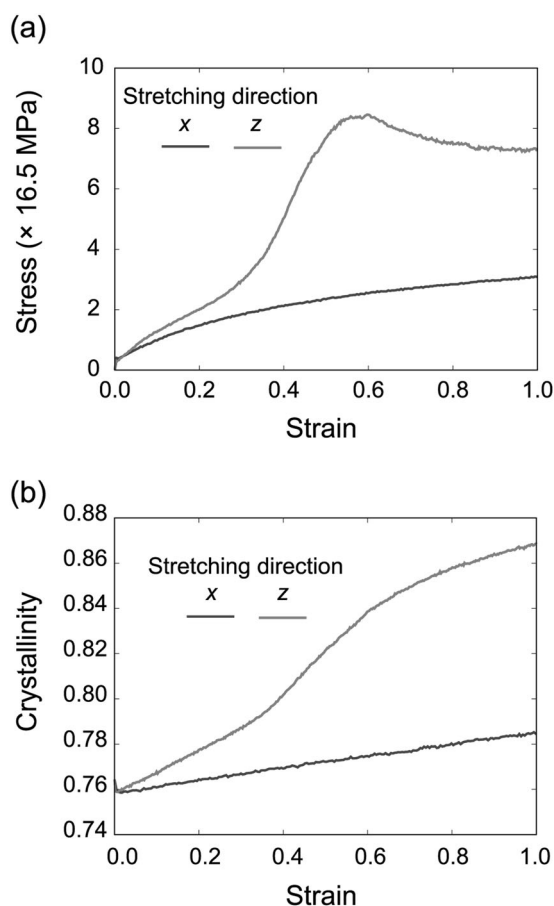 (a)
10
8
6
4
2
0
Stress (× 16.5 MPa)
Stretching direction
x z
0.0 0.2 0.4 0.6 0.8 1.0
Strain
(b)
0.88
0.86
0.84
0.82
0.80
0.78
0.76
0.74
Crystallinity
Stretching direction
x z
0.0 0.2 0.4 0.6 0.8 1.0
Strain